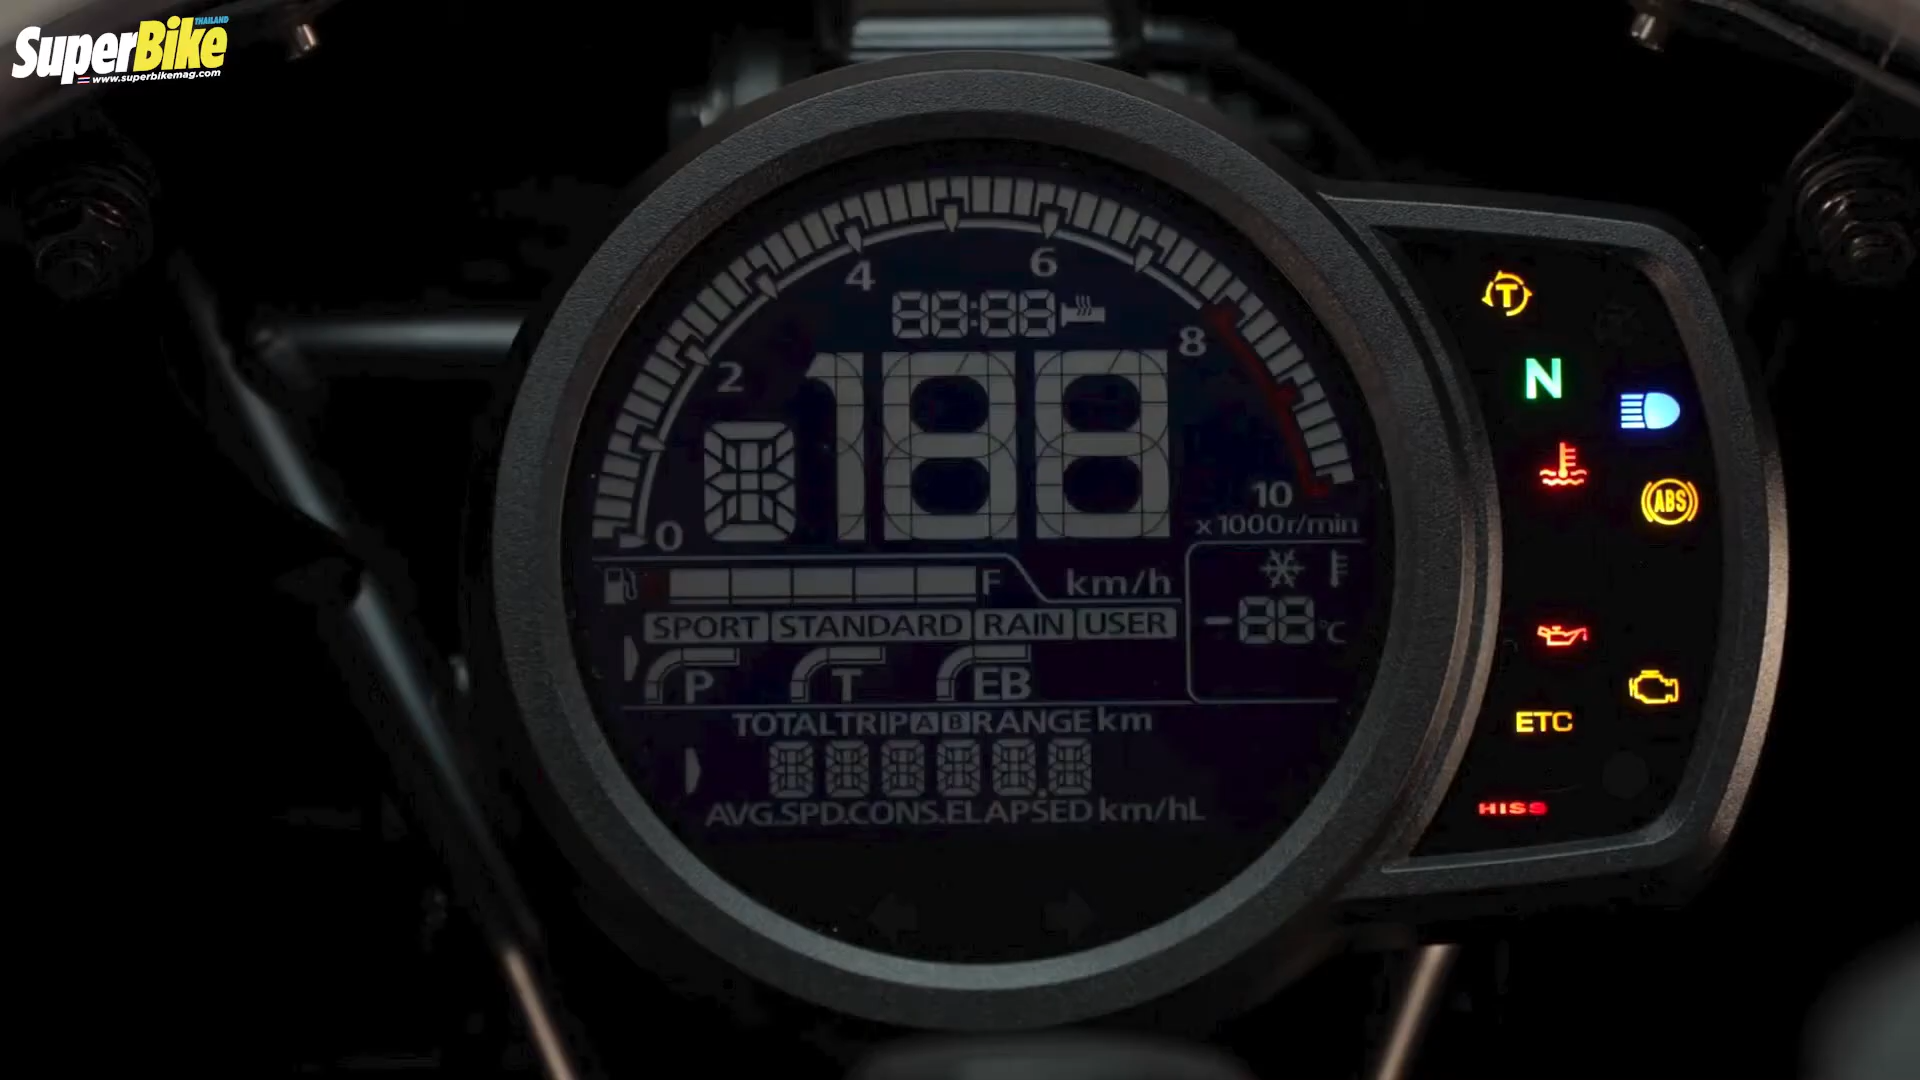 SuperBike THAILAND
www.superbikemag.com
4 6
88:88
2 8
188
0 10
x1000r/min
F km/h
SPORT STANDARD RAIN USER
-88°C
P T EB
TOTAL TRIP A B RANGE km
888888.8
AVG.SPD.CONS.ELAPSED km/hL
T
N
ABS
ETC
HISS